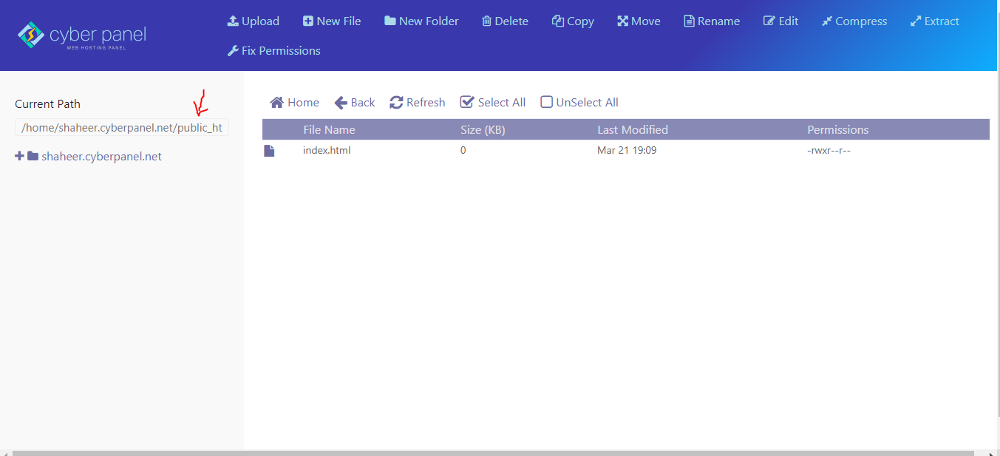 cyber panel
WEB HOSTING PANEL
Upload New File New Folder Delete Copy Move Rename Edit Compress Extract
Fix Permissions
Current Path
/home/shaheer.cyberpanel.net/public_ht
shaheer.cyberpanel.net
Home Back Refresh Select All UnSelect All
File Name Size (KB) Last Modified Permissions
index.html 0 Mar 21 19:09 -rwxr--r--